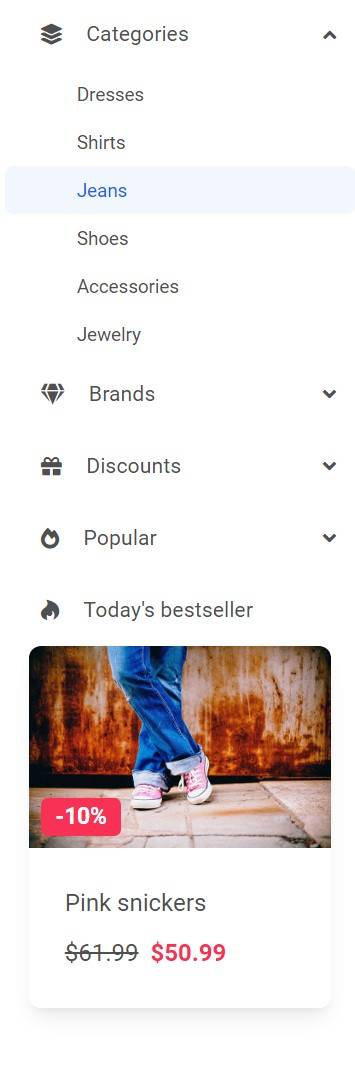 Categories
Dresses
Shirts
Jeans
Shoes
Accessories
Jewelry
Brands
Discounts
Popular
Today's bestseller
-10%
Pink snickers
$61.99 $50.99